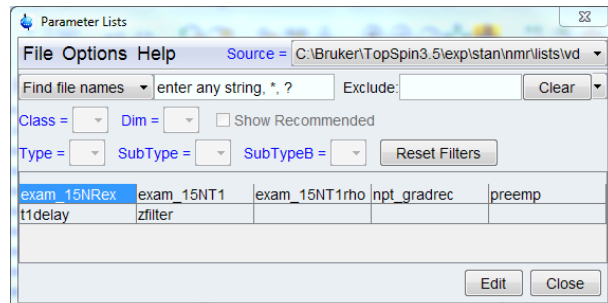 Parameter Lists
File Options Help Source = C:\Bruker\TopSpin3.5\exp\stan\nmr\lists\vd
Find file names enter any string, *, ? Exclude: Clear
Class = Dim = Show Recommended
Type = SubType = SubTypeB = Reset Filters
exam_15NRex exam_15NT1 exam_15NT1rho npt_gradrec preemp
t1delay zfilter
Edit Close